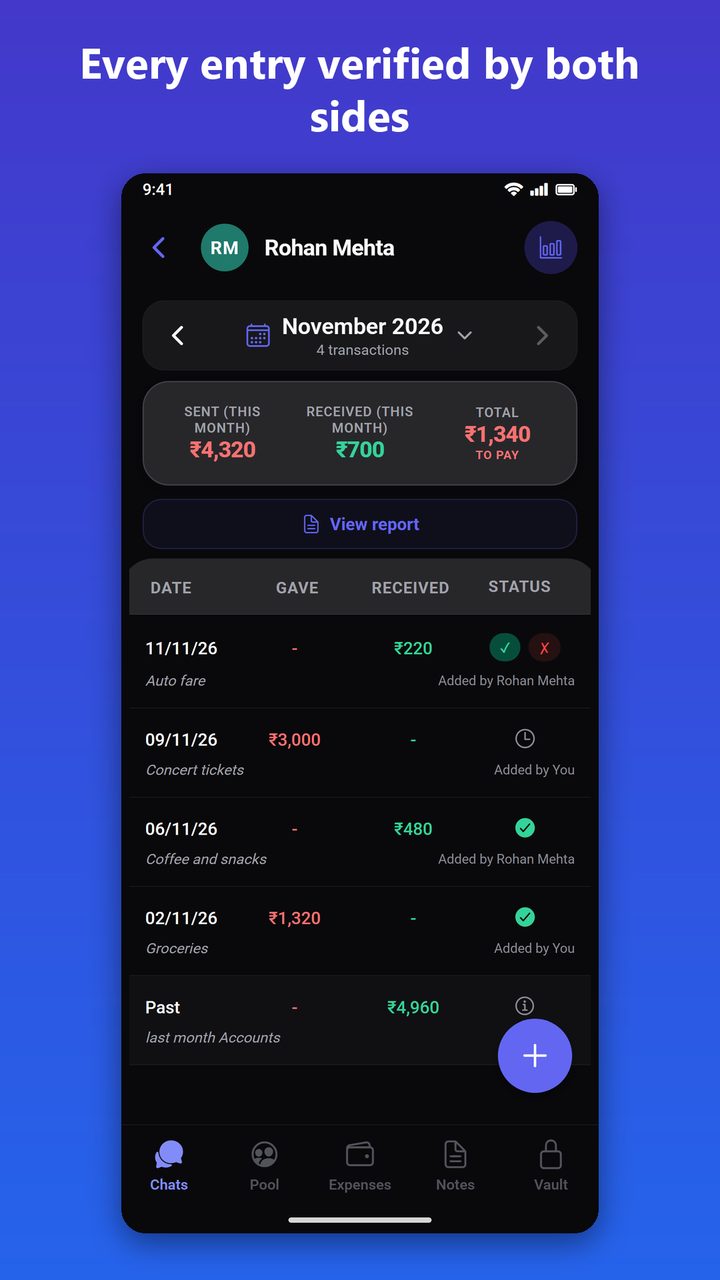 Every entry verified by both
sides
9:41
RM
Rohan Mehta
November 2026
4 transactions
SENT (THIS
MONTH)
₹4,320
RECEIVED (THIS
MONTH)
₹700
TOTAL
₹1,340
TO PAY
View report
DATE GAVE RECEIVED STATUS
11/11/26 - ₹220 ✓ ✗
Auto fare Added by Rohan Mehta
09/11/26 ₹3,000 -
Concert tickets Added by You
06/11/26 - ₹480
Coffee and snacks Added by Rohan Mehta
02/11/26 ₹1,320 -
Groceries Added by You
Past - ₹4,960
last month Accounts
+
Chats Pool Expenses Notes Vault